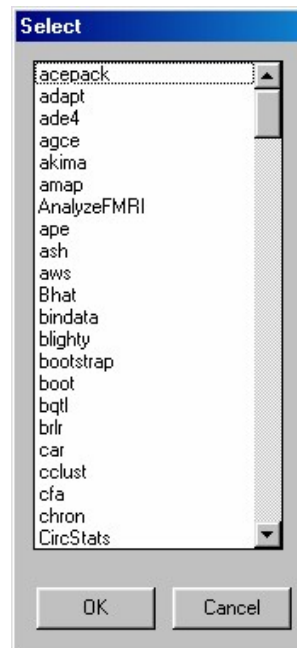 Select
acepack
adapt
ade4
agce
akima
amap
AnalyzeFMRI
ape
ash
aws
Bhat
bindata
blighty
bootstrap
boot
bqtl
brlr
car
cclust
cfa
chron
CircStats
OK Cancel